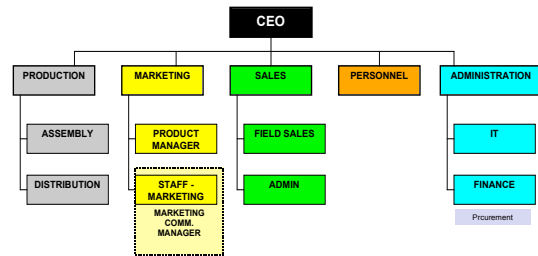 CEO
PRODUCTION
MARKETING
SALES
PERSONNEL
ADMINISTRATION
ASSEMBLY
PRODUCT
MANAGER
FIELD SALES
IT
DISTRIBUTION
STAFF -
MARKETING
ADMIN
FINANCE
MARKETING
COMM.
MANAGER
Prcurement